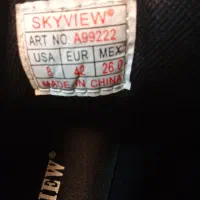 SKYVIEW®
ART NO. A99222
USA EUR MEX
8 42 26.0
MADE IN CHINA
VIEW®